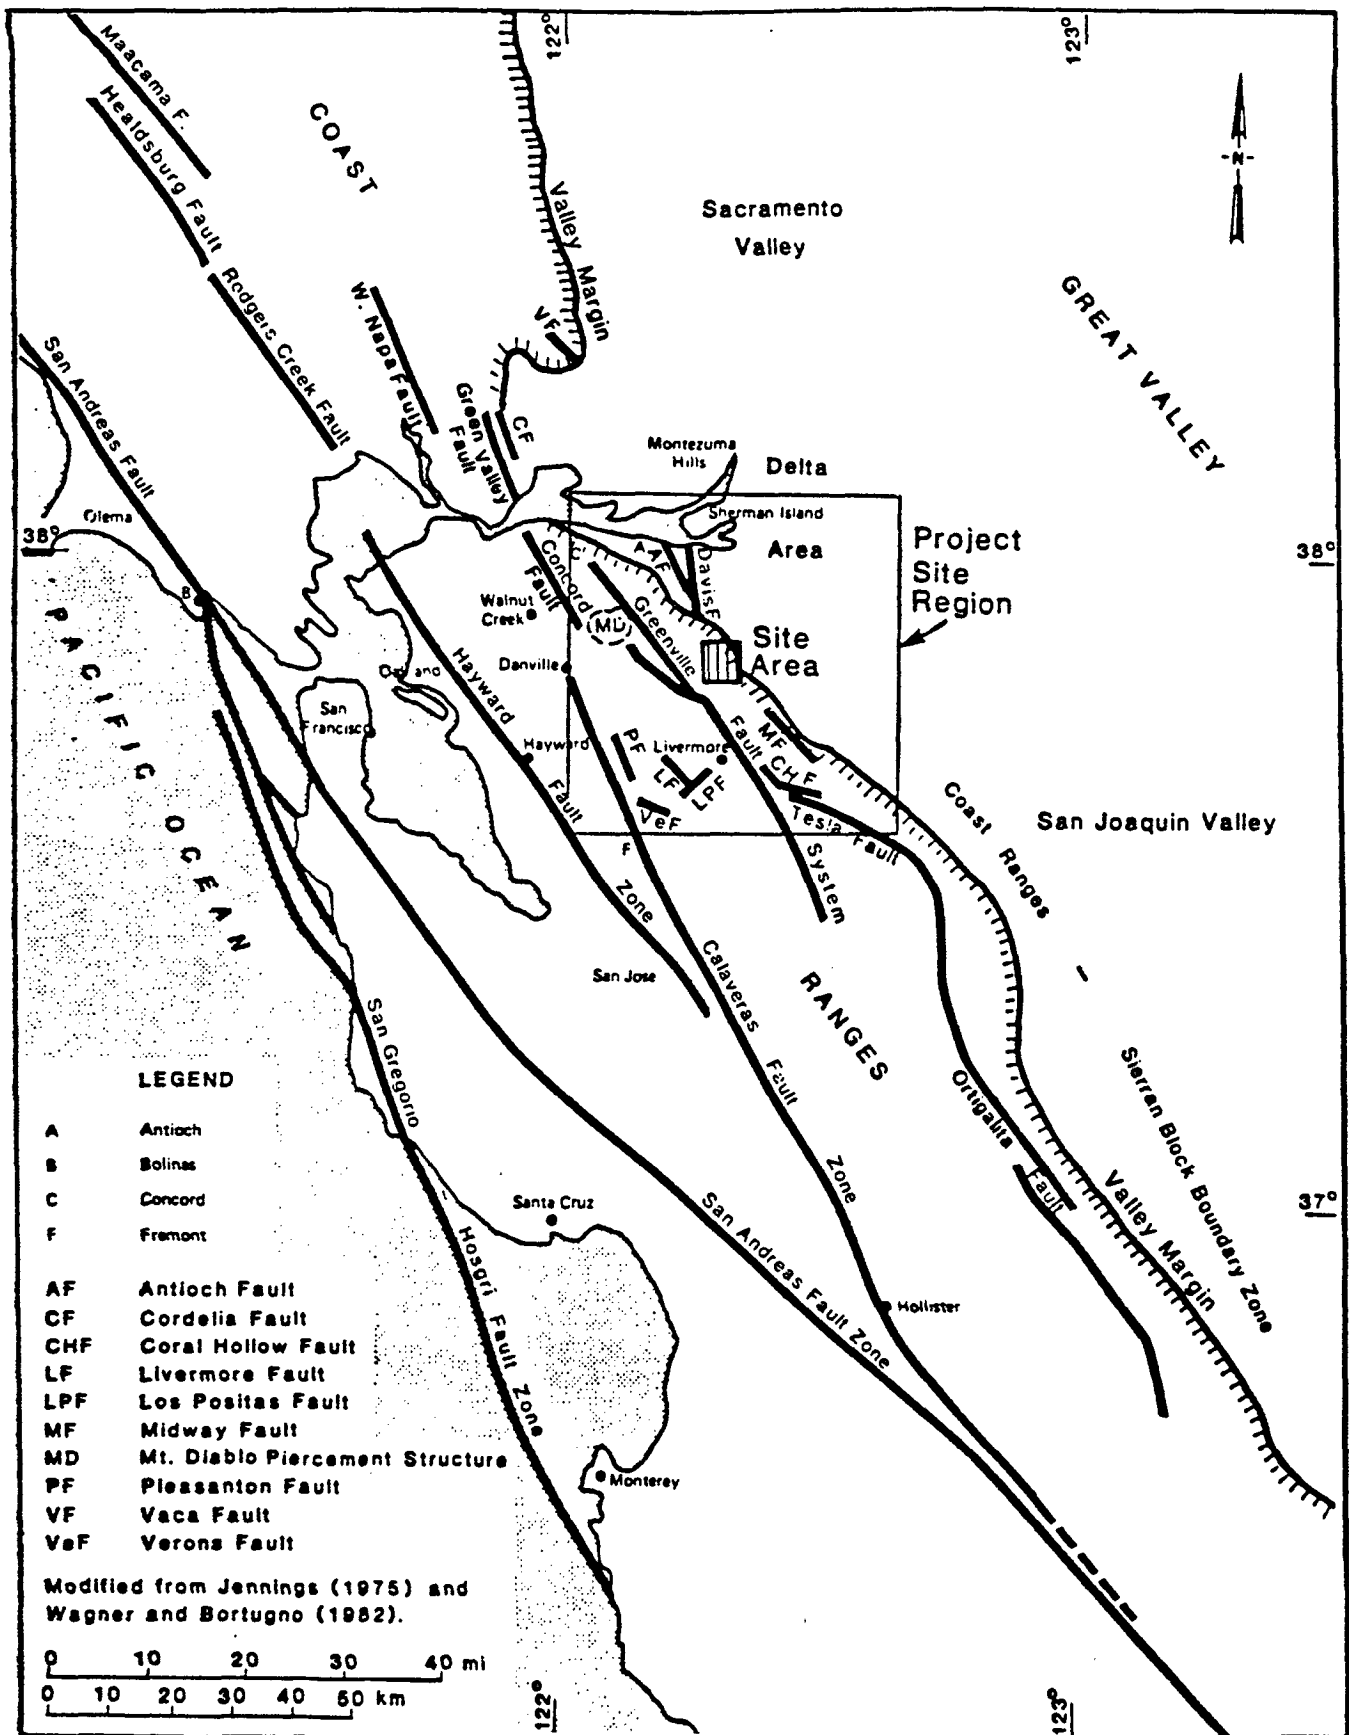 122°
123°
Maacama F.
Healdsburg Fault
Rodgers Creek Fault
COAST
Valley Margin
Sacramento
Valley
-N-
GREAT VALLEY
VF
W. Napa Fault
Green Valley
Fault
CF
San Andreas Fault
Montezuma
Hills
Delta
Sherman Island
Area
Olema
38°
38°
Project
Site
Region
A
AF
Davis F.
C
Concord
Fault
Walnut
Creek
MD
Greenville
Fault
System
Site
Area
B
PACIFIC OCEAN
Danville
Hayward
Fault
Zone
San
Francisco
Hayward
PF
Livermore
LF
LPF
MF
CHF
VeF
Tesla Fault
F
Coast
Ranges
–
Sierran Block Boundary Zone
San Joaquin Valley
San Jose
Calaveras
Fault
Zone
RANGES
San Gregorio
Hosgri Fault
Zone
Ortigalita
Fault
Valley Margin
37°
Santa Cruz
San Andreas Fault Zone
Hollister
Monterey
LEGEND
A Antioch
B Bolinas
C Concord
F Fremont
AF Antioch Fault
CF Cordelia Fault
CHF Coral Hollow Fault
LF Livermore Fault
LPF Los Positas Fault
MF Midway Fault
MD Mt. Diablo Piercement Structure
PF Pleasanton Fault
VF Vaca Fault
VeF Verona Fault
Modified from Jennings (1975) and
Wagner and Bortugno (1982).
0 10 20 30 40 mi
0 10 20 30 40 50 km
122°
123°